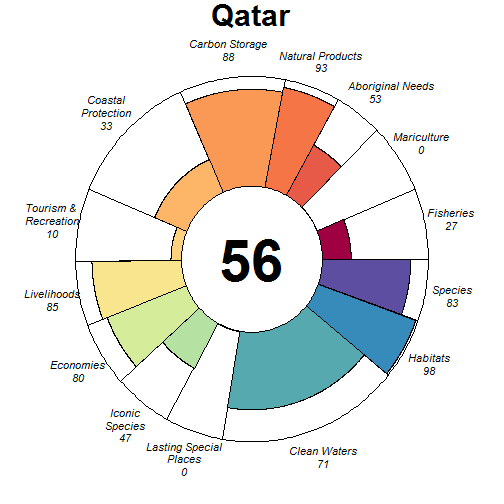 Qatar
Carbon Storage
88
Natural Products
93
Aboriginal Needs
53
Mariculture
0
Fisheries
27
Species
83
Habitats
98
Clean Waters
71
Lasting Special
Places
0
Iconic
Species
47
Economies
80
Livelihoods
85
Tourism &
Recreation
10
Coastal
Protection
33
56